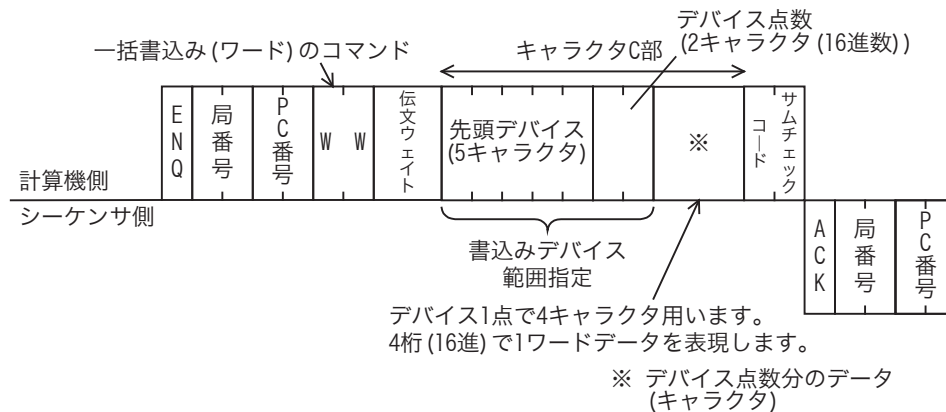 デバイス点数
(2キャラクタ(16進数))
一括書込み(ワード)のコマンド
キャラクタC部
ENQ
局番号
PC番号
W W
伝文ウェイト
先頭デバイス
(5キャラクタ)
※
サムチェック
コード
計算機側
シーケンサ側
書込みデバイス
範囲指定
ACK
局番号
PC番号
デバイス1点で4キャラクタ用います。
4桁(16進)で1ワードデータを表現します。
※ デバイス点数分のデータ
(キャラクタ)